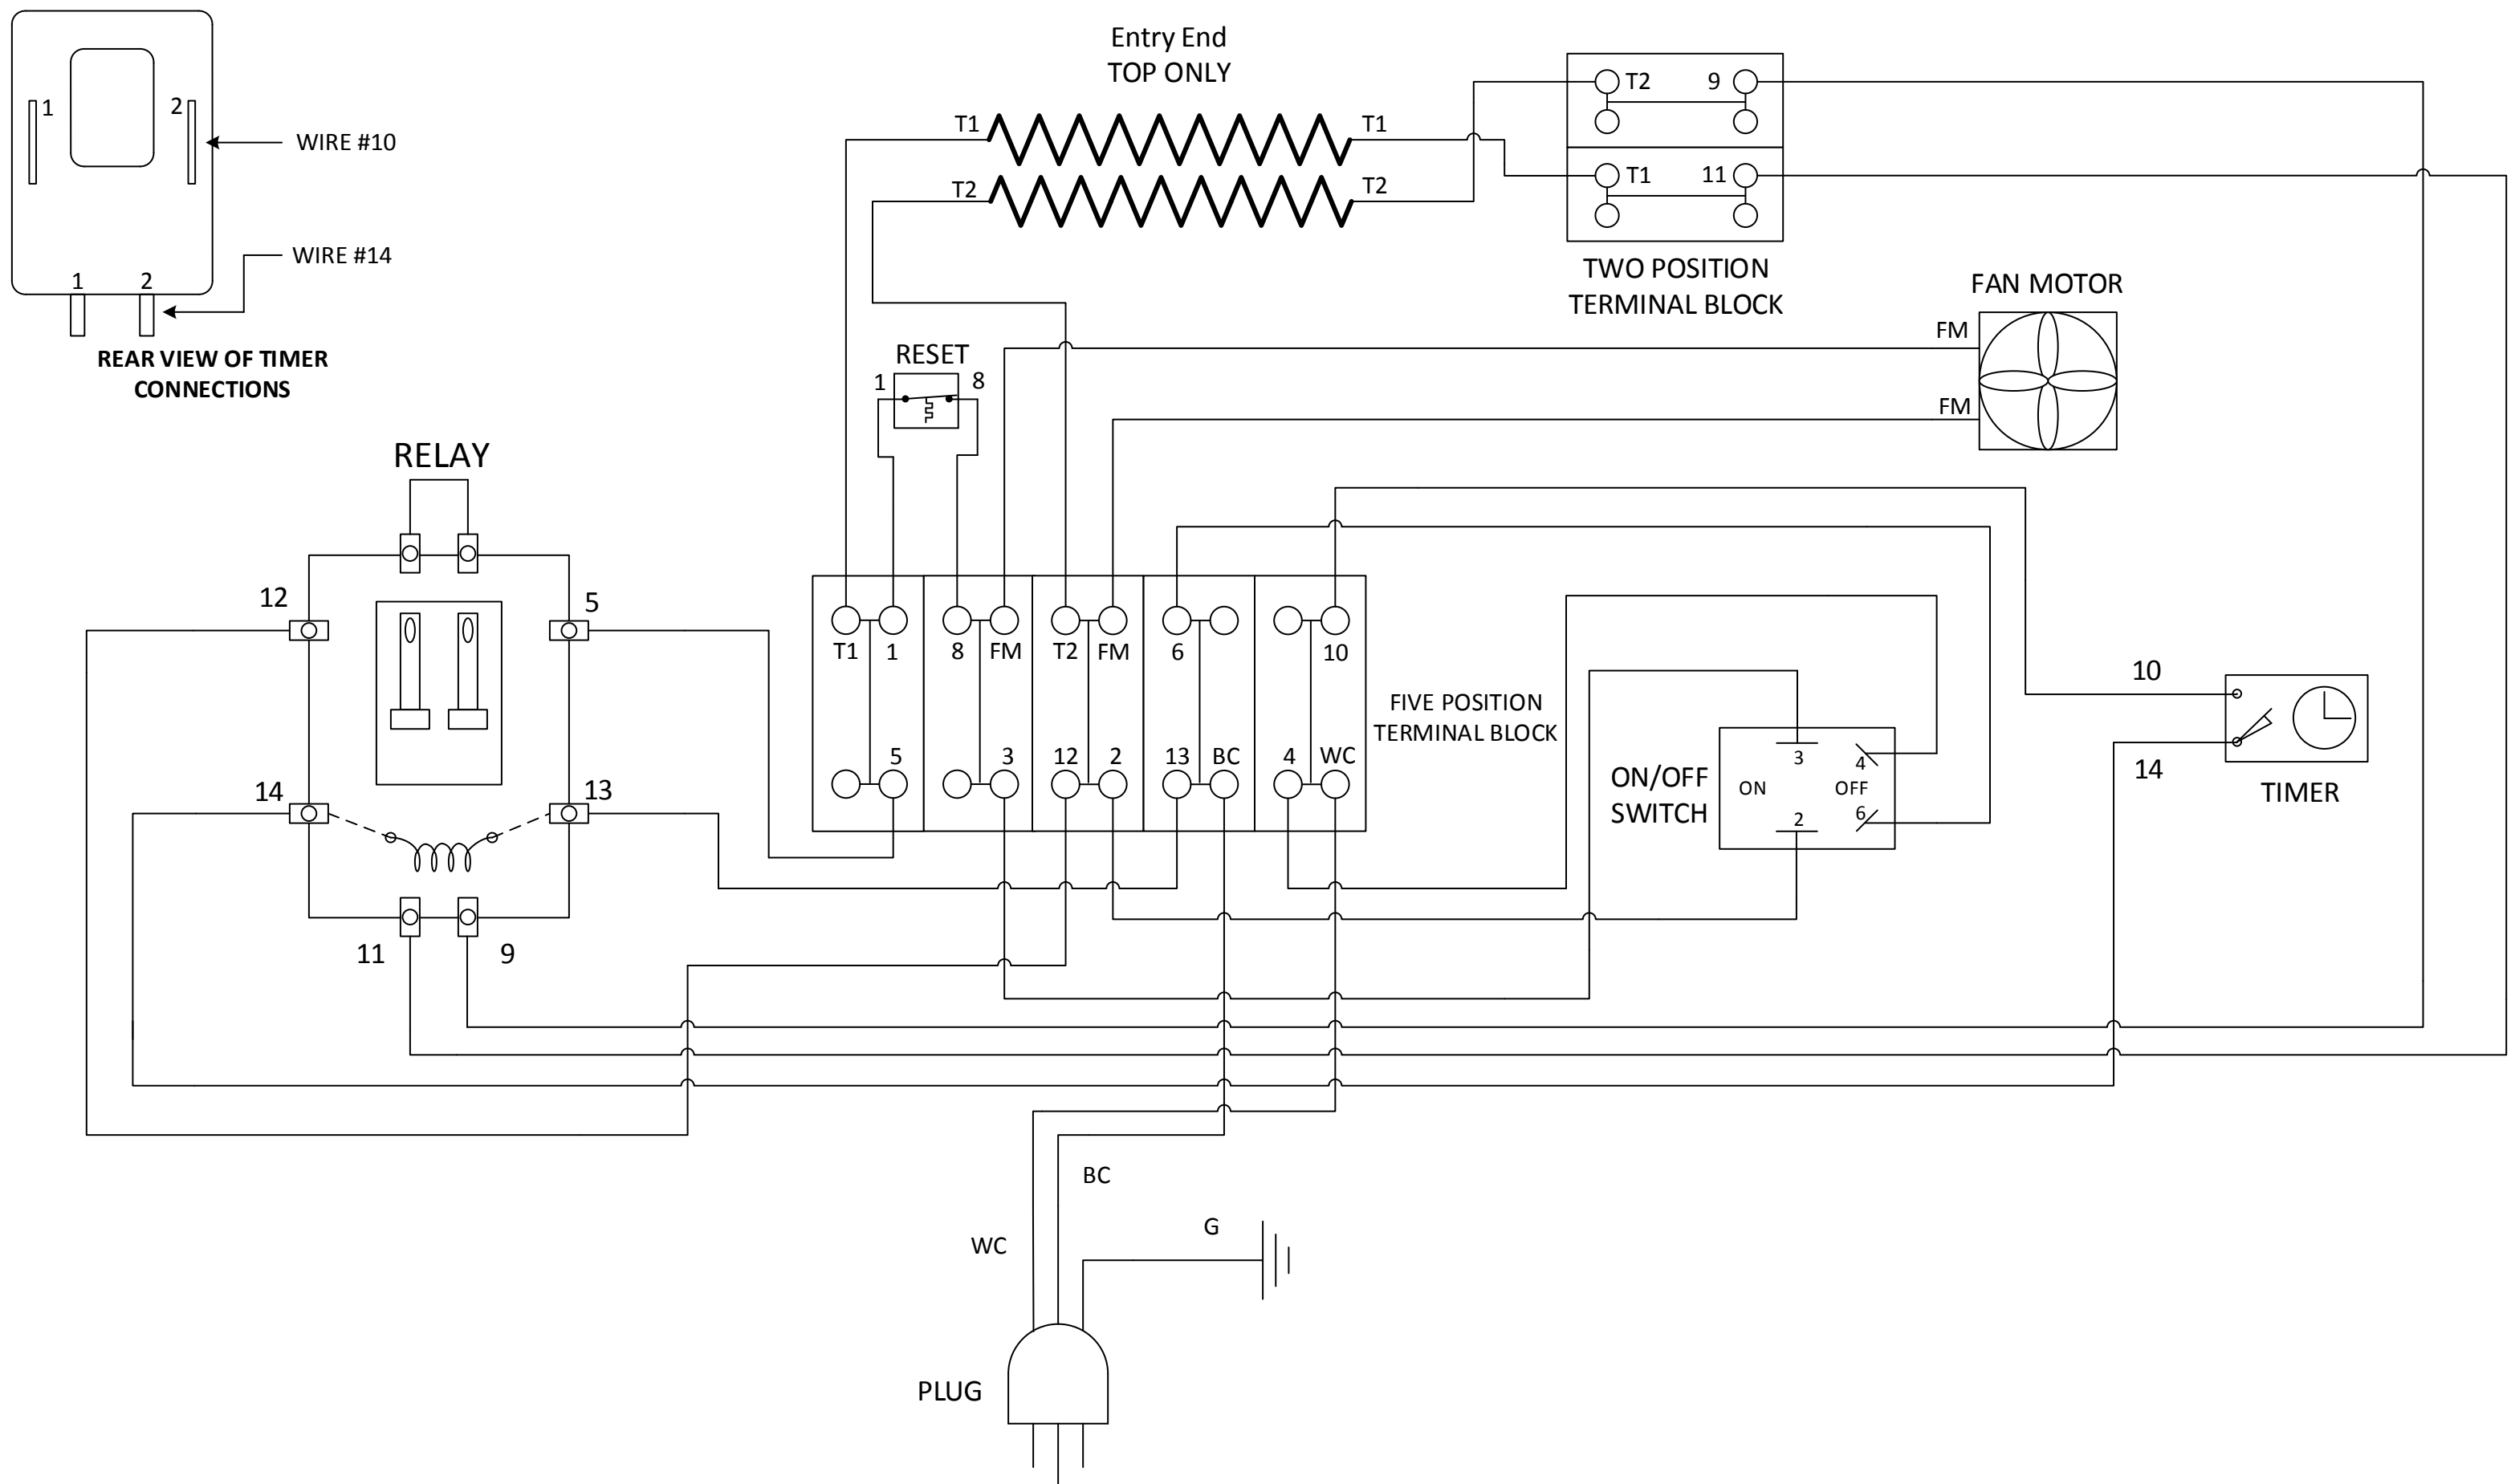 Entry End
TOP ONLY
1
2
WIRE #10
WIRE #14
1
2
REAR VIEW OF TIMER
CONNECTIONS
T1
T1
T2
T2
T2
9
T1
11
TWO POSITION
TERMINAL BLOCK
FAN MOTOR
FM
FM
RESET
1
8
RELAY
12
5
14
13
11
9
T1
1
8
FM
T2
FM
6
10
5
3
12
2
13
BC
4
WC
FIVE POSITION
TERMINAL BLOCK
ON/OFF
SWITCH
3
4
ON
OFF
2
6
10
14
TIMER
BC
WC
G
PLUG